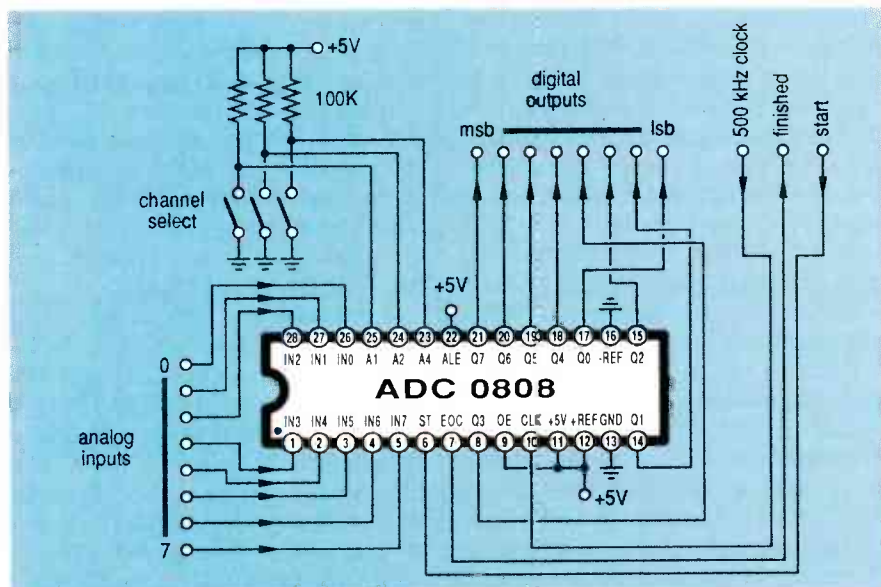 +5V
100K
channel
select
digital
outputs
msb
lsb
500 kHz clock
finished
start
+5V
28 27 26 25 24 23 22 21 20 19 18 17 16 15
IN2 IN1 IN0 A1 A2 A4 ALE Q7 Q6 Q5 Q4 Q0 -REF Q2
ADC 0808
IN3 IN4 IN5 IN6 IN7 ST EOC Q3 OE CLK +5V +REF GND Q1
1 2 3 4 5 6 7 8 9 10 11 12 13 14
0
analog
inputs
7
+5V